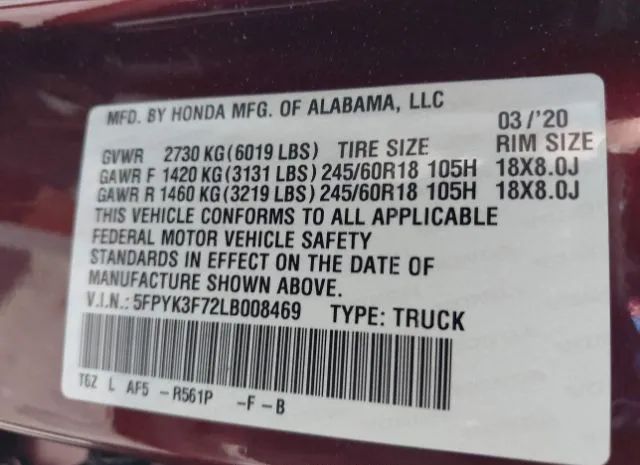 MFD. BY HONDA MFG. OF ALABAMA, LLC 03/'20
GVWR 2730 KG(6019 LBS) TIRE SIZE RIM SIZE
GAWR F 1420 KG(3131 LBS) 245/60R18 105H 18X8.0J
GAWR R 1460 KG(3219 LBS) 245/60R18 105H 18X8.0J
THIS VEHICLE CONFORMS TO ALL APPLICABLE
FEDERAL MOTOR VEHICLE SAFETY
STANDARDS IN EFFECT ON THE DATE OF
MANUFACTURE SHOWN ABOVE.
V.I.N.: 5FPYK3F72LB008469 TYPE: TRUCK
T6Z L AF5 -R561P -F-B